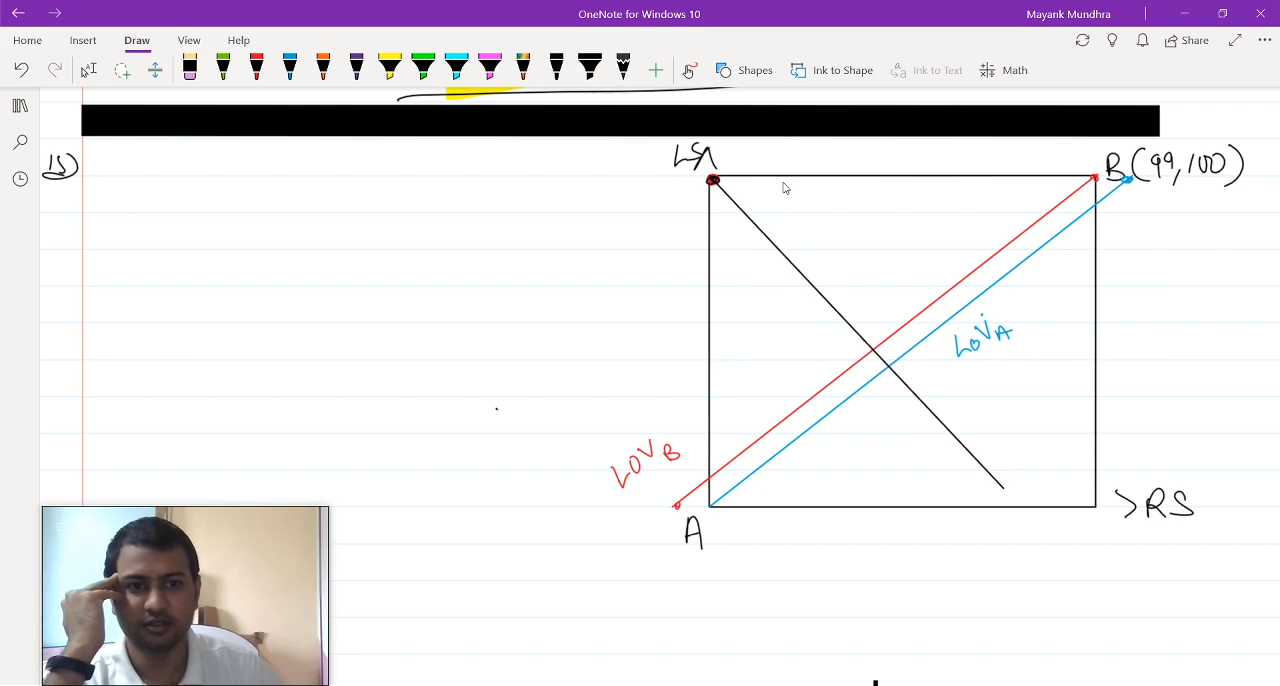 OneNote for Windows 10
Mayank Mundhra
Home Insert Draw View Help
Share
Shapes
Ink to Shape
Ink to Text
Math
15)
LSA
B(99,100)
LOVA
LOVB
>RS
A